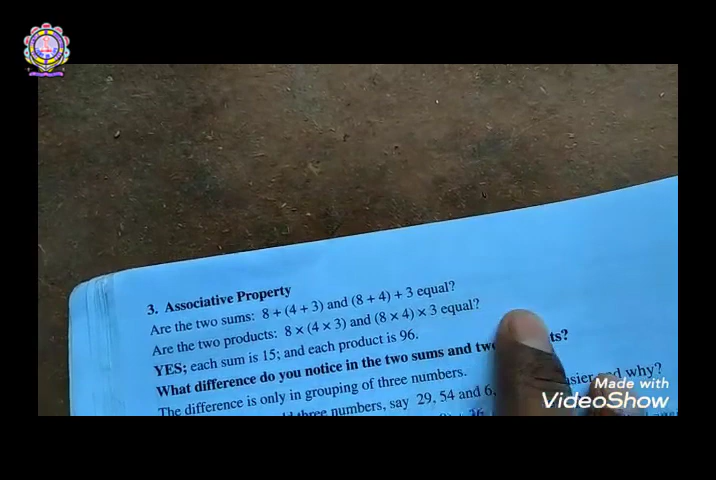 3. Associative Property
Are the two sums: 8 + (4 + 3) and (8 + 4) + 3 equal?
Are the two products: 8 × (4 × 3) and (8 × 4) × 3 equal?
YES; each sum is 15; and each product is 96.
What difference do you notice in the two sums and two
The difference is only in grouping of three numbers.
three numbers, say 29, 54 and 6, why?
Made with
VideoShow